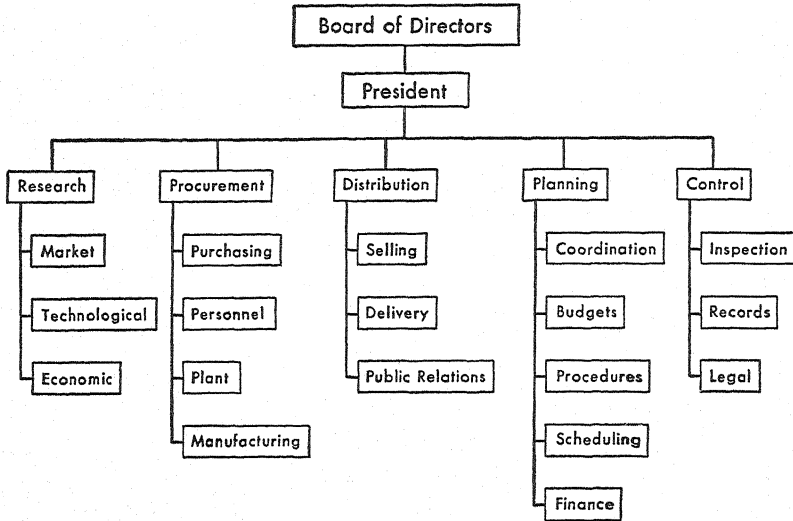 Board of Directors
President
Research
Procurement
Distribution
Planning
Control
Market
Purchasing
Selling
Coordination
Inspection
Technological
Personnel
Delivery
Budgets
Records
Economic
Plant
Public Relations
Procedures
Legal
Manufacturing
Scheduling
Finance